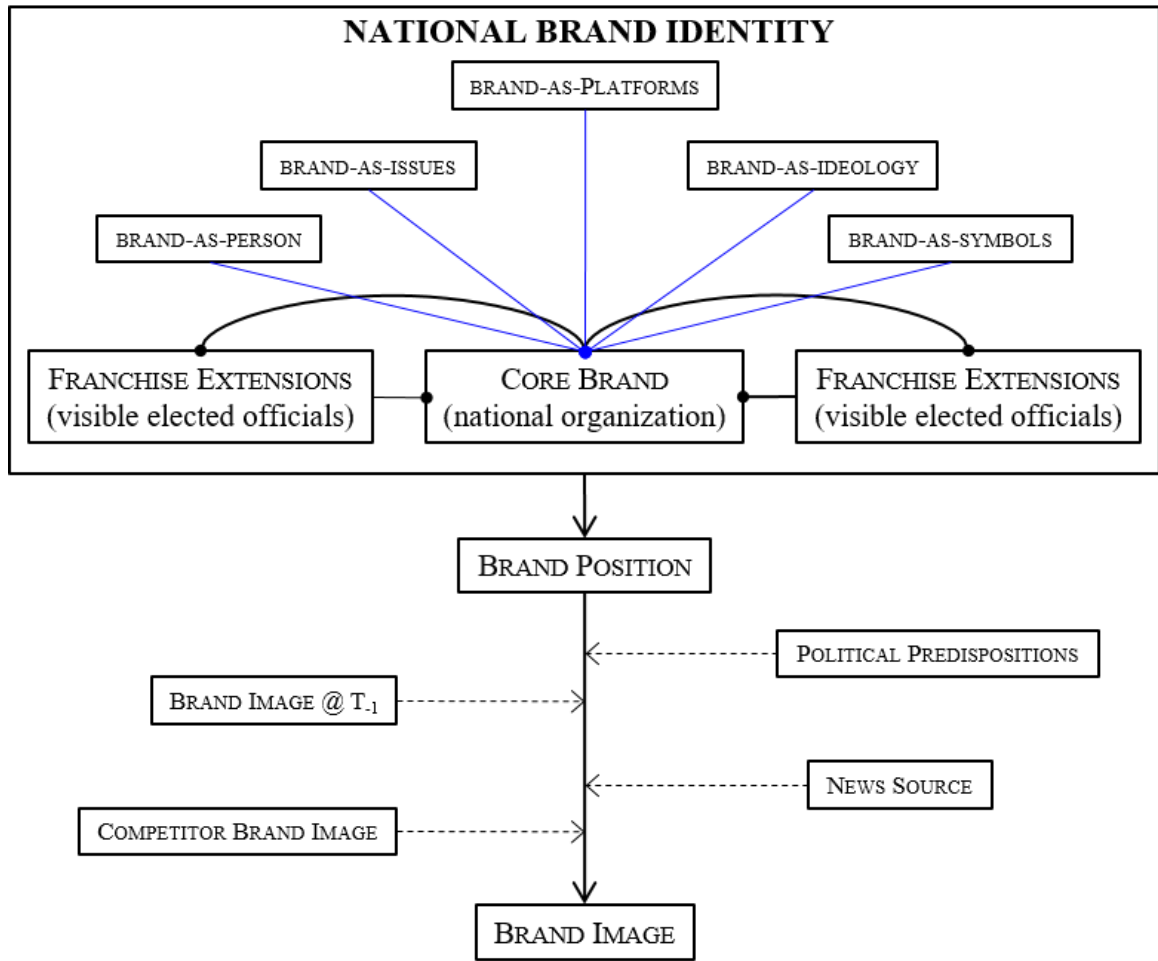 NATIONAL BRAND IDENTITY
BRAND-AS-PLATFORMS
BRAND-AS-ISSUES
BRAND-AS-IDEOLOGY
BRAND-AS-PERSON
BRAND-AS-SYMBOLS
FRANCHISE EXTENSIONS
(visible elected officials)
CORE BRAND
(national organization)
FRANCHISE EXTENSIONS
(visible elected officials)
BRAND POSITION
POLITICAL PREDISPOSITIONS
BRAND IMAGE @ T-1
NEWS SOURCE
COMPETITOR BRAND IMAGE
BRAND IMAGE